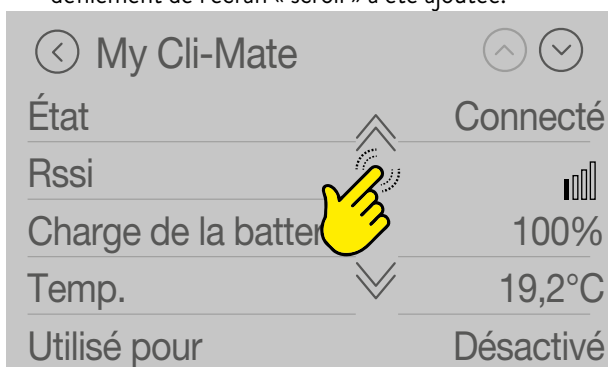 défilement de l'écran « scroll » a été ajoutée.
My Cli-Mate
État Connecté
Rssi
Charge de la batter 100%
Temp. 19,2°C
Utilisé pour Désactivé